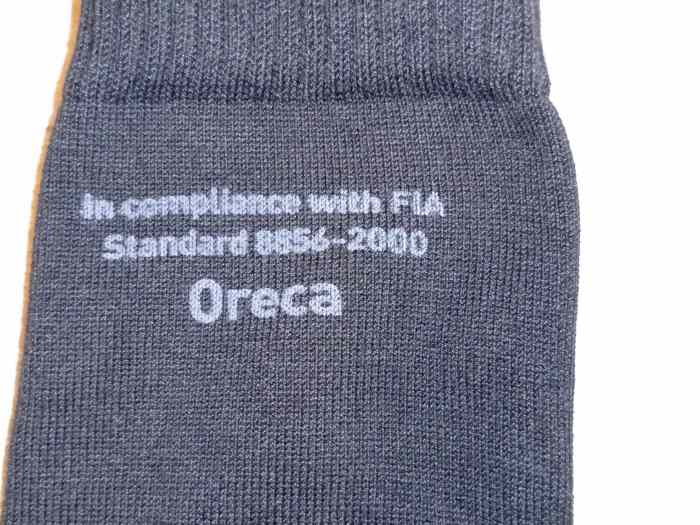 In compliance with FIA
Standard 8856-2000
Oreca